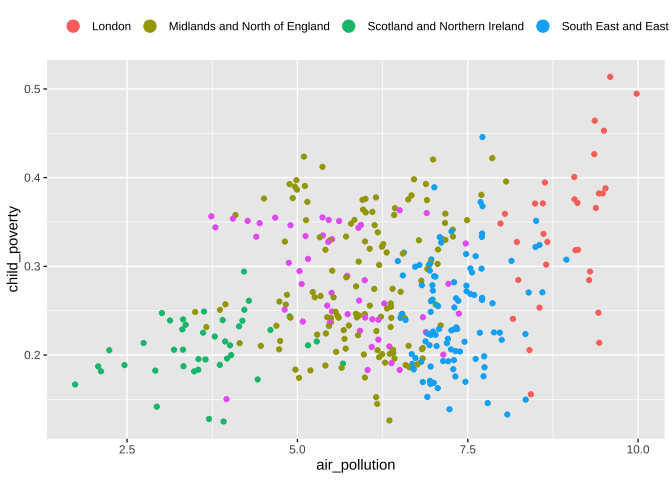 London Midlands and North of England Scotland and Northern Ireland South East and East
0.5
0.4
0.3
0.2
child_poverty
2.5 5.0 7.5 10.0
air_pollution